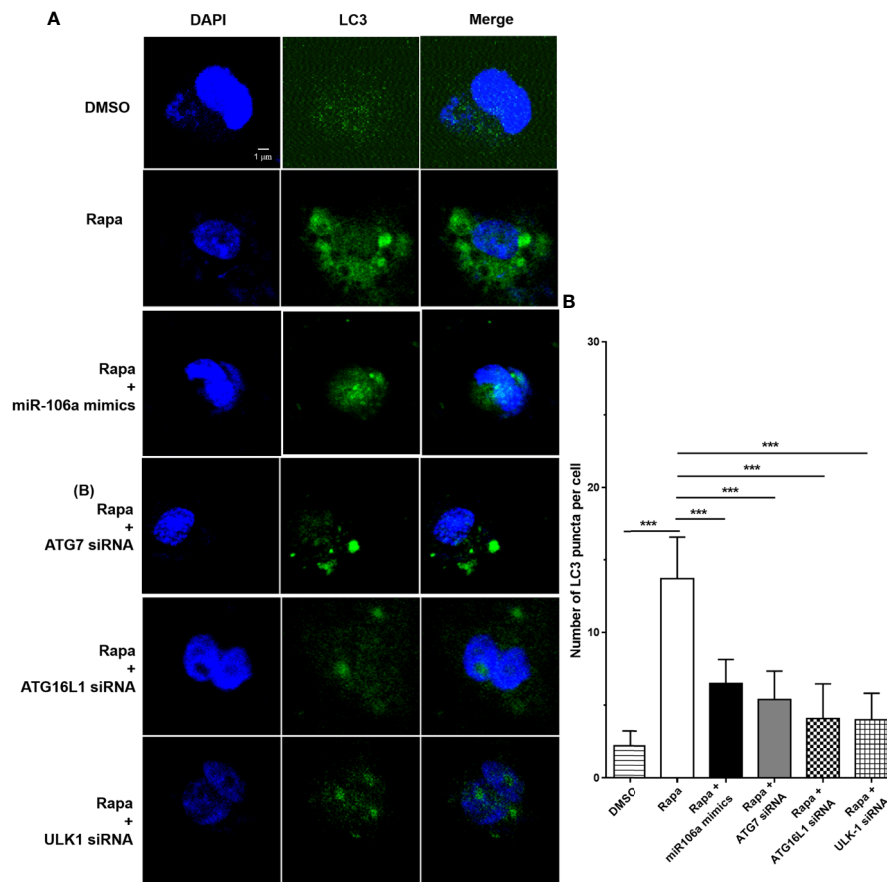 A
DAPI LC3 Merge
DMSO
1 μm
Rapa
Rapa
+
miR-106a mimics
(B)
Rapa
+
ATG7 siRNA
Rapa
+
ATG16L1 siRNA
Rapa
+
ULK1 siRNA
B
Number of LC3 puncta per cell
30
20
10
0
***
***
***
***
***
DMSO
Rapa
Rapa +
miR106a mimics
Rapa +
ATG7 siRNA
Rapa +
ATG16L1 siRNA
Rapa +
ULK-1 siRNA